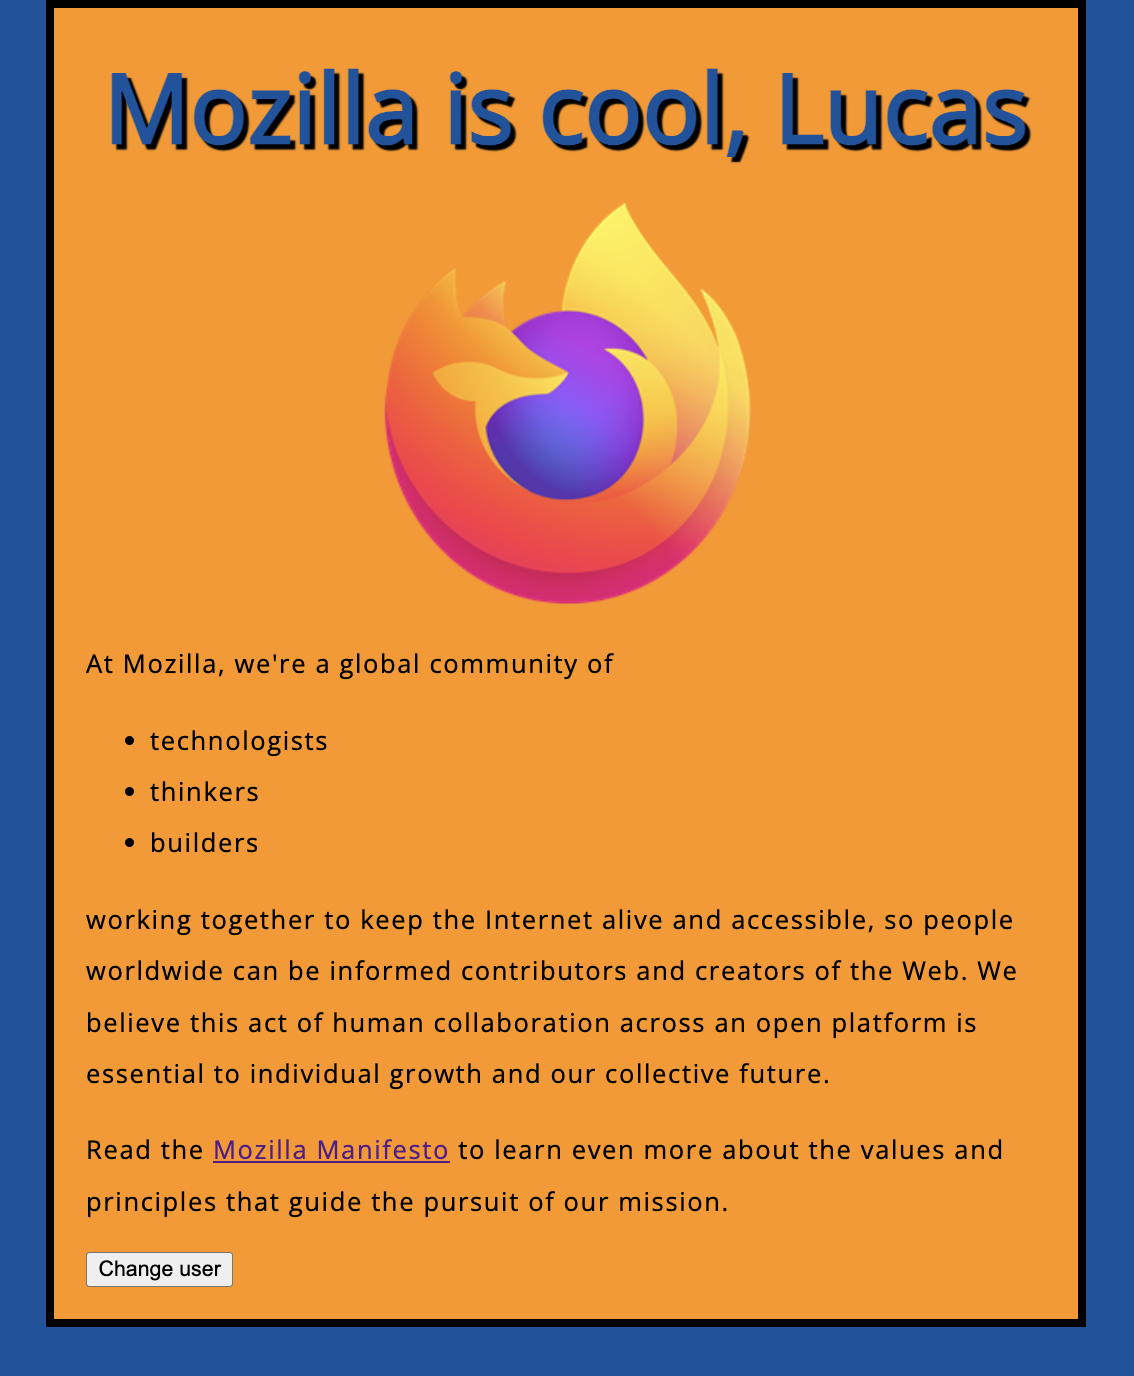 Mozilla is cool, Lucas
At Mozilla, we're a global community of
• technologists
• thinkers
• builders
working together to keep the Internet alive and accessible, so people
worldwide can be informed contributors and creators of the Web. We
believe this act of human collaboration across an open platform is
essential to individual growth and our collective future.
Read the Mozilla Manifesto to learn even more about the values and
principles that guide the pursuit of our mission.
Change user